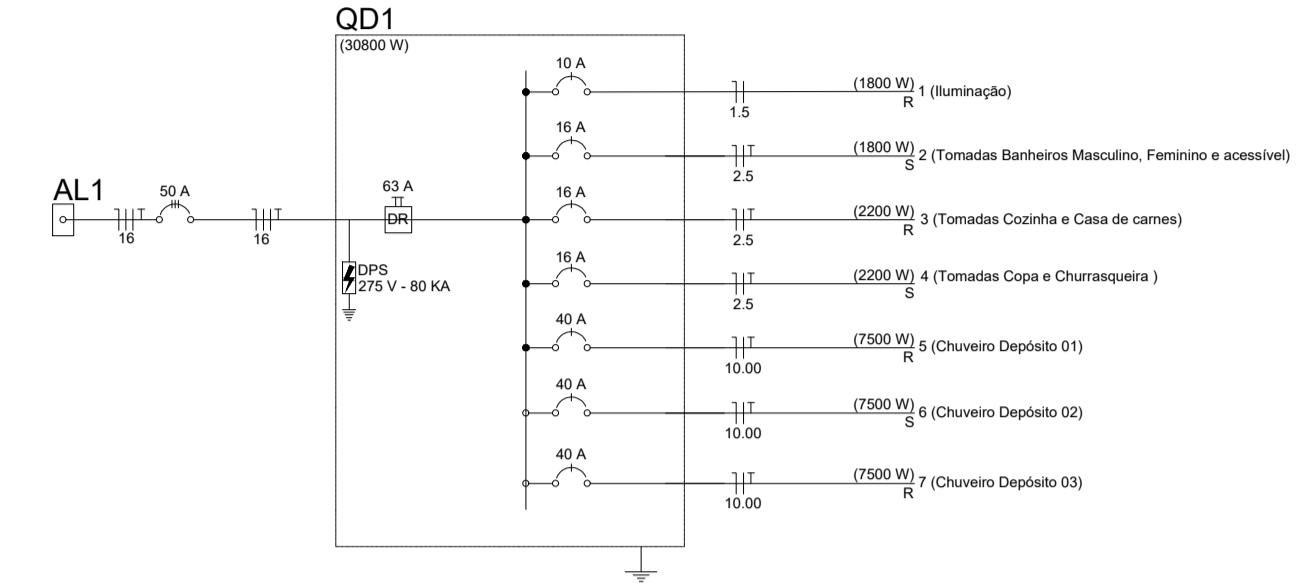 QD1
(30800 W)
10 A
(1800 W) 1 (Iluminação)
R
1.5
16 A
(1800 W) 2 (Tomadas Banheiros Masculino, Feminino e acessível)
S
2.5
AL1
50 A
63 A
16 A
DR
(2200 W) 3 (Tomadas Cozinha e Casa de carnes)
R
16
16
2.5
DPS
275 V - 80 KA
16 A
(2200 W) 4 (Tomadas Copa e Churrasqueira )
S
2.5
40 A
(7500 W) 5 (Chuveiro Depósito 01)
R
10.00
40 A
(7500 W) 6 (Chuveiro Depósito 02)
S
10.00
40 A
(7500 W) 7 (Chuveiro Depósito 03)
R
10.00